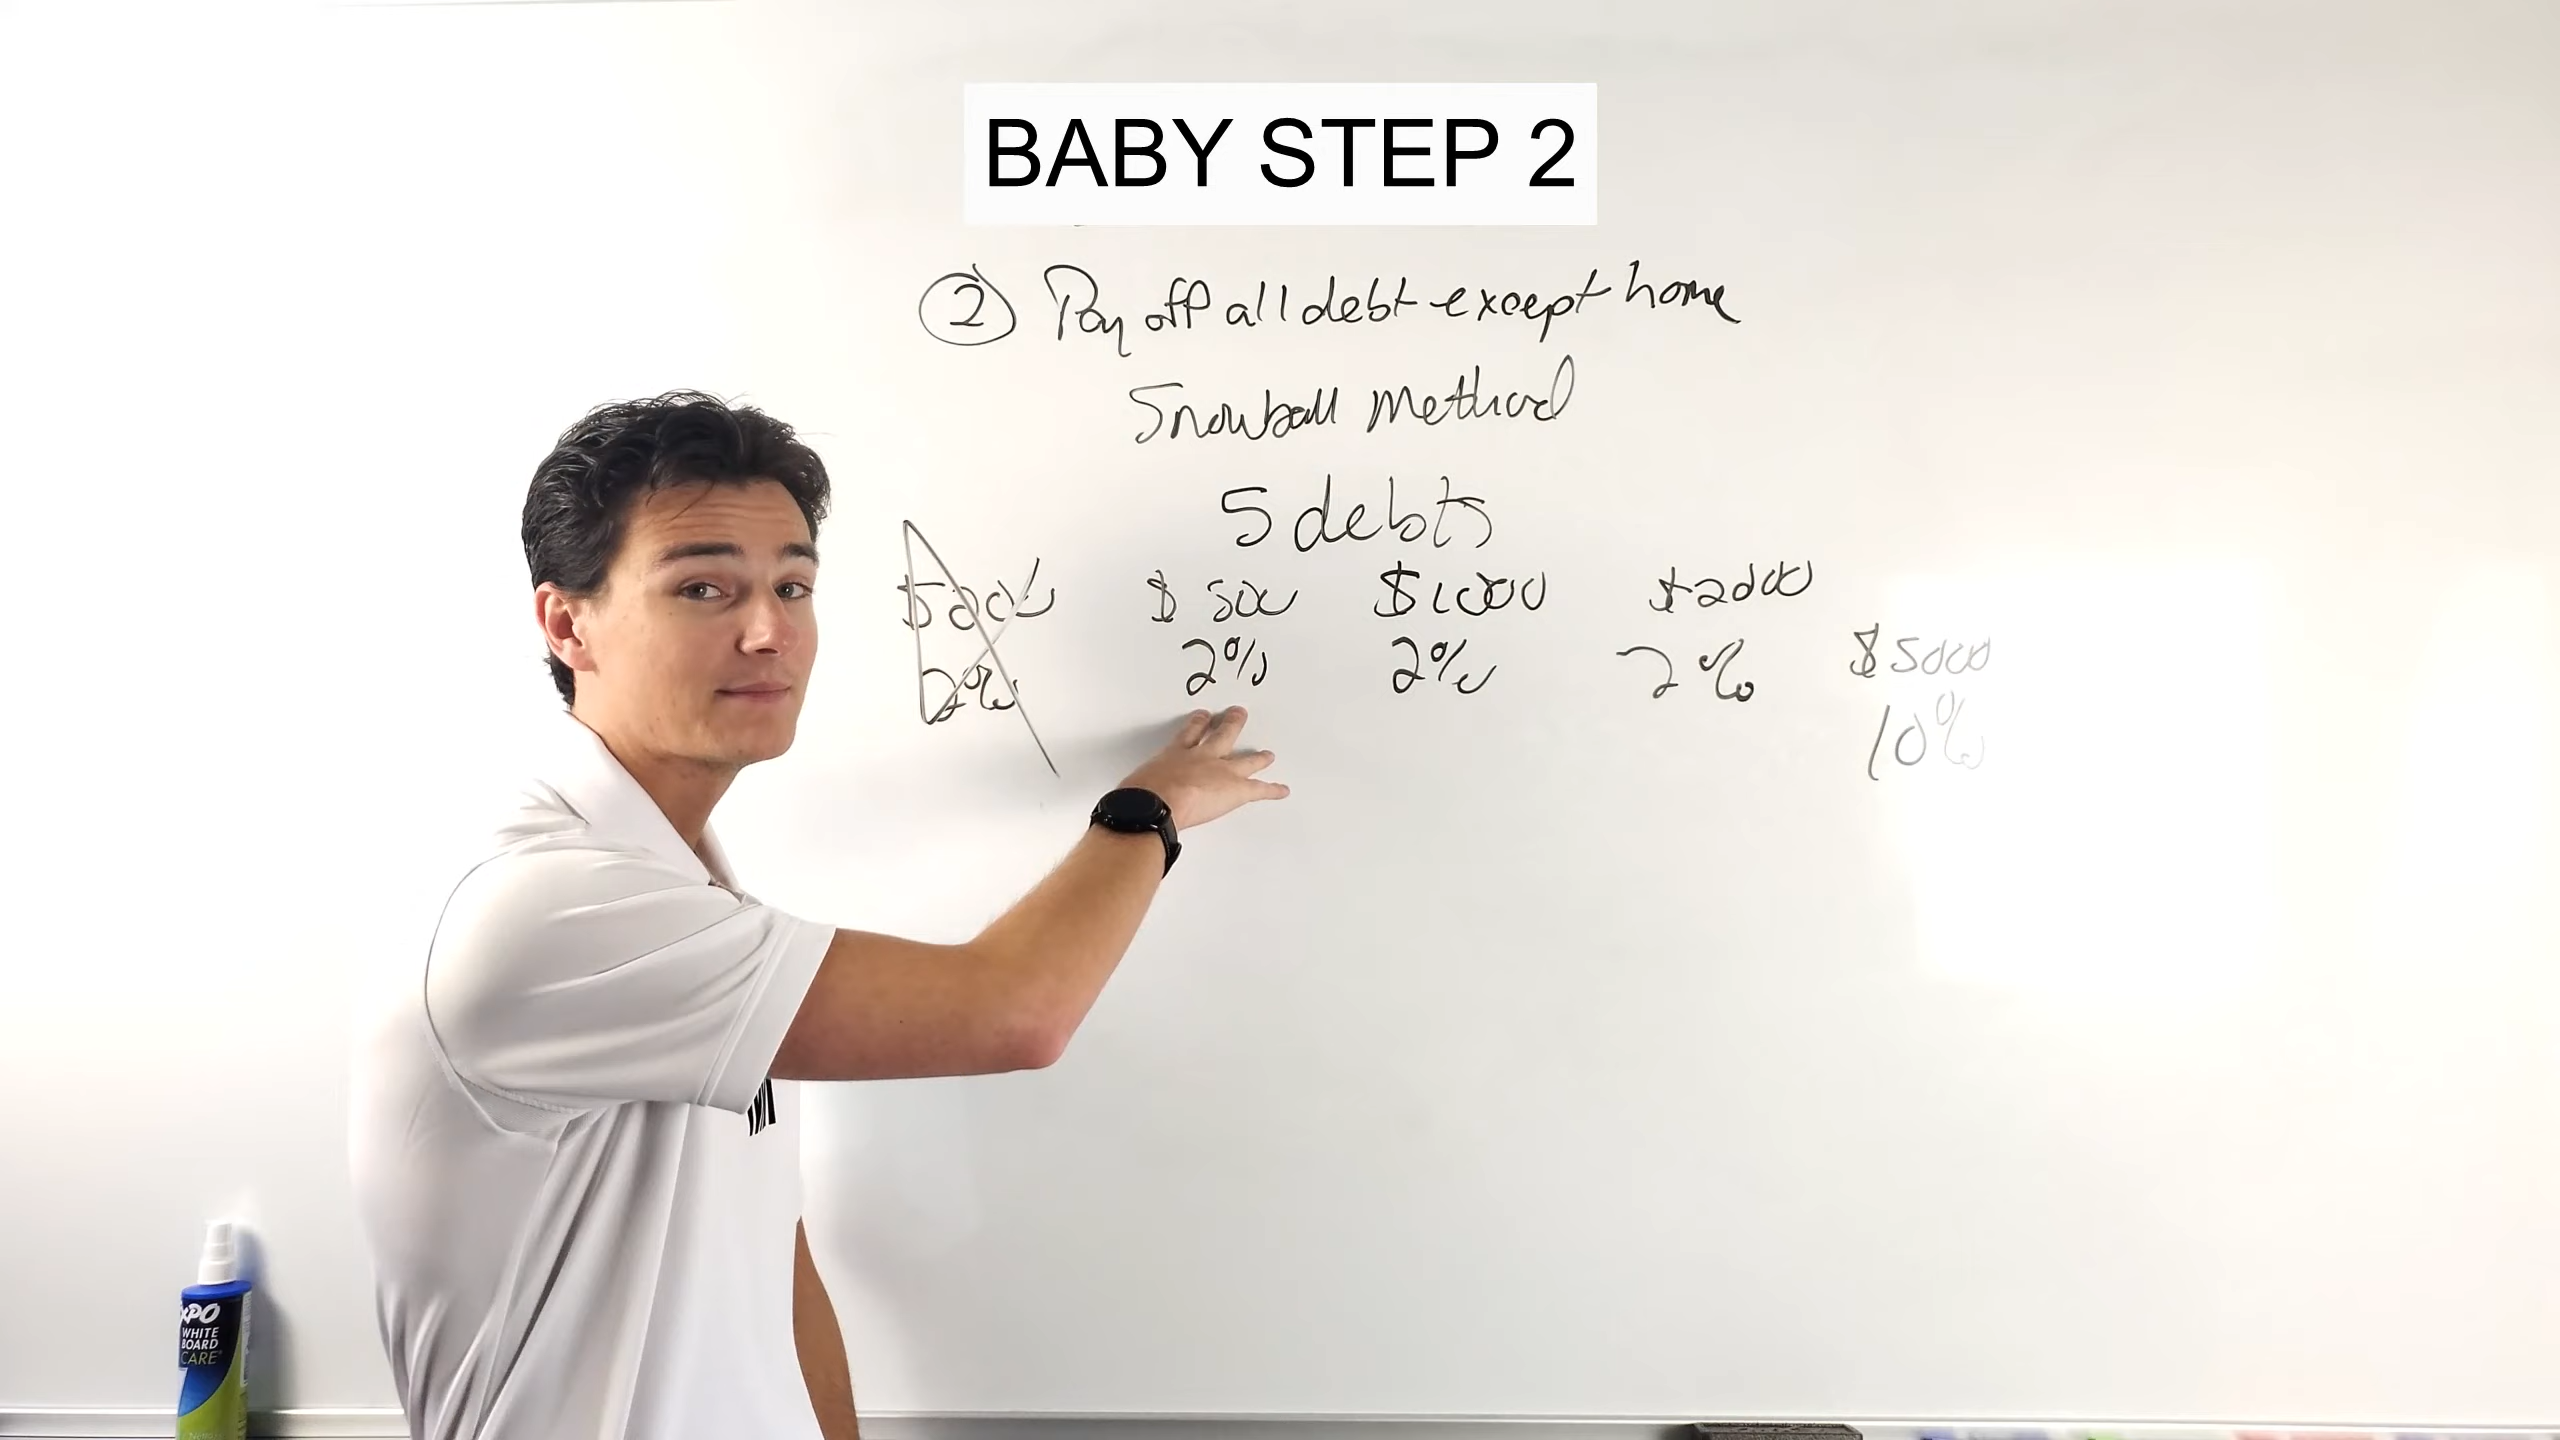 BABY STEP 2
② Pay off all debt except home
Snowball Method
5 debts
$200 $500 $1000 $2000
2% 2% 2% 2% $5000
10%
EXPO
WHITE
BOARD
CARE